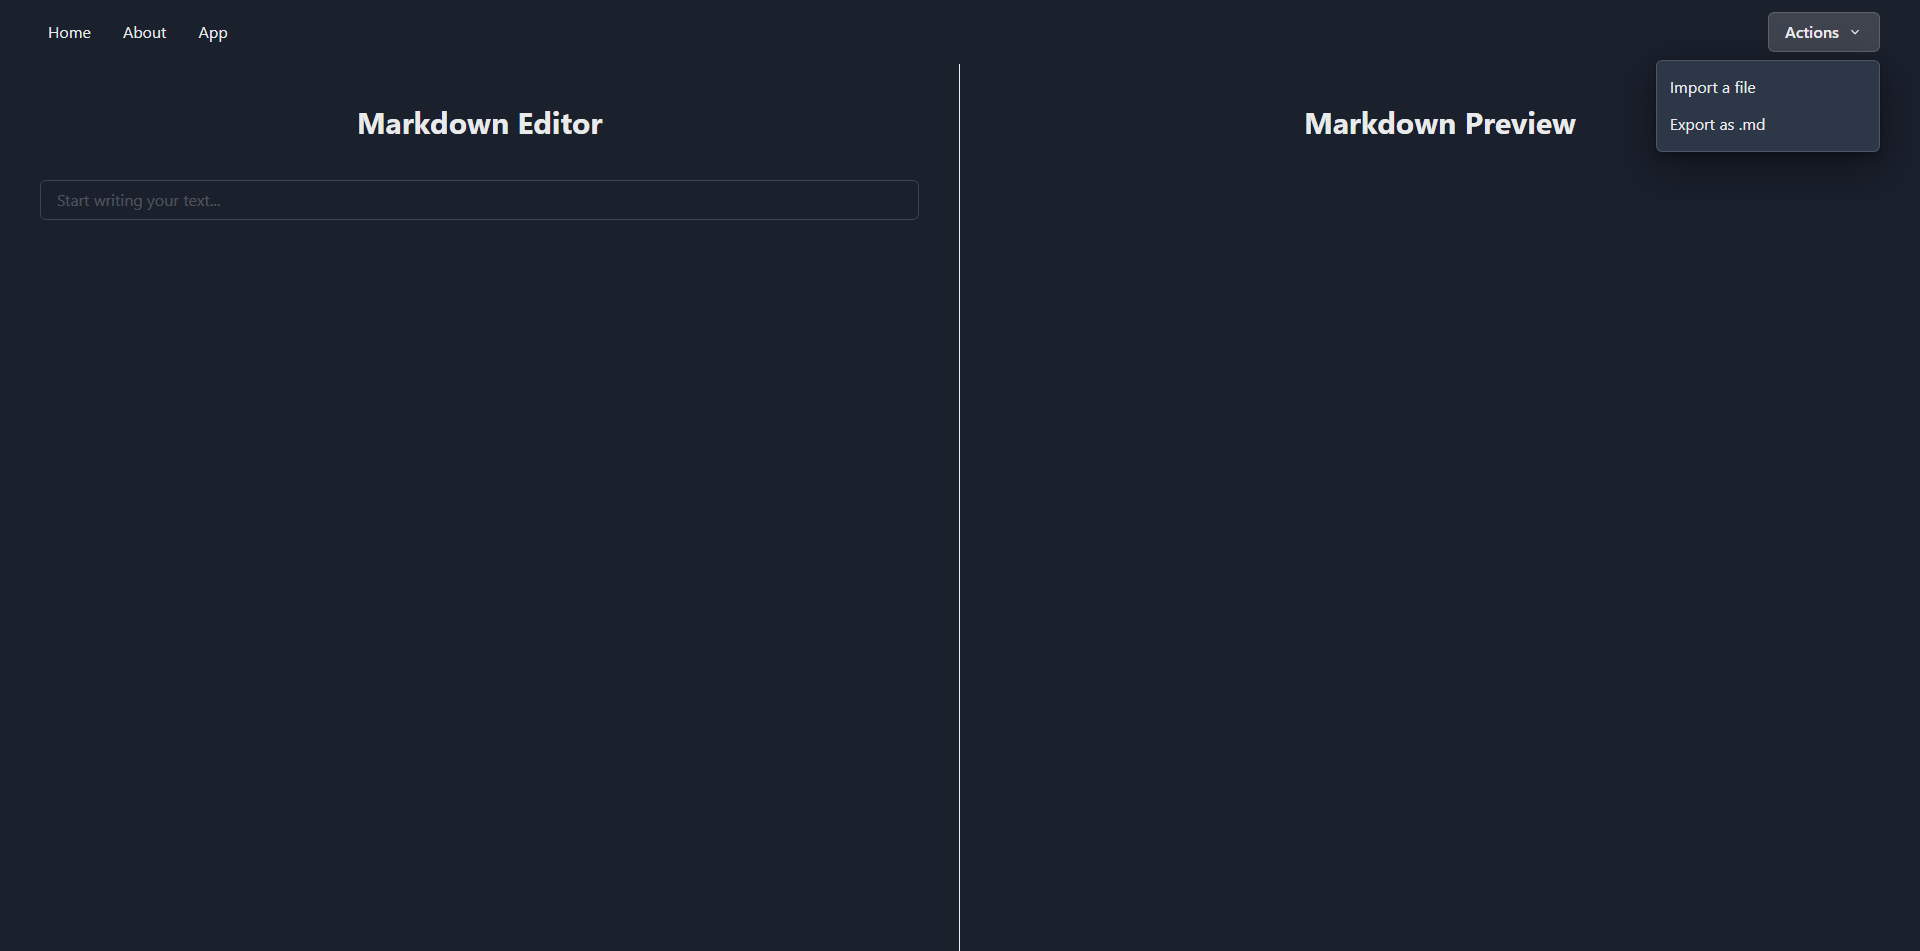 Home About App Actions
Import a file
Export as .md
Markdown Editor
Start writing your text...
Markdown Preview